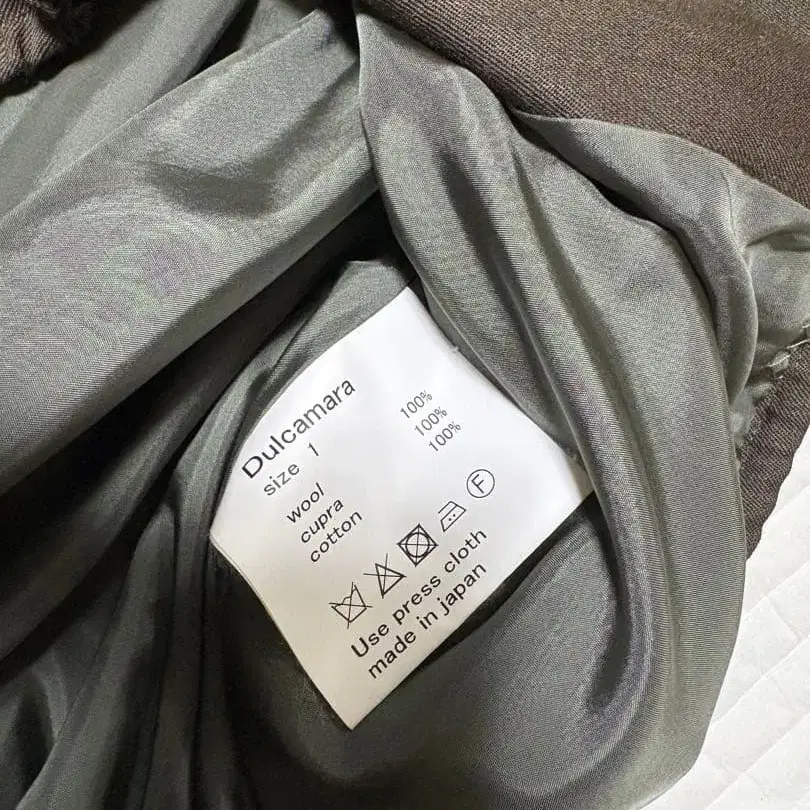 Dulcamara
size 1
wool 100%
cupra 100%
cotton 100%
F
Use press cloth
made in japan